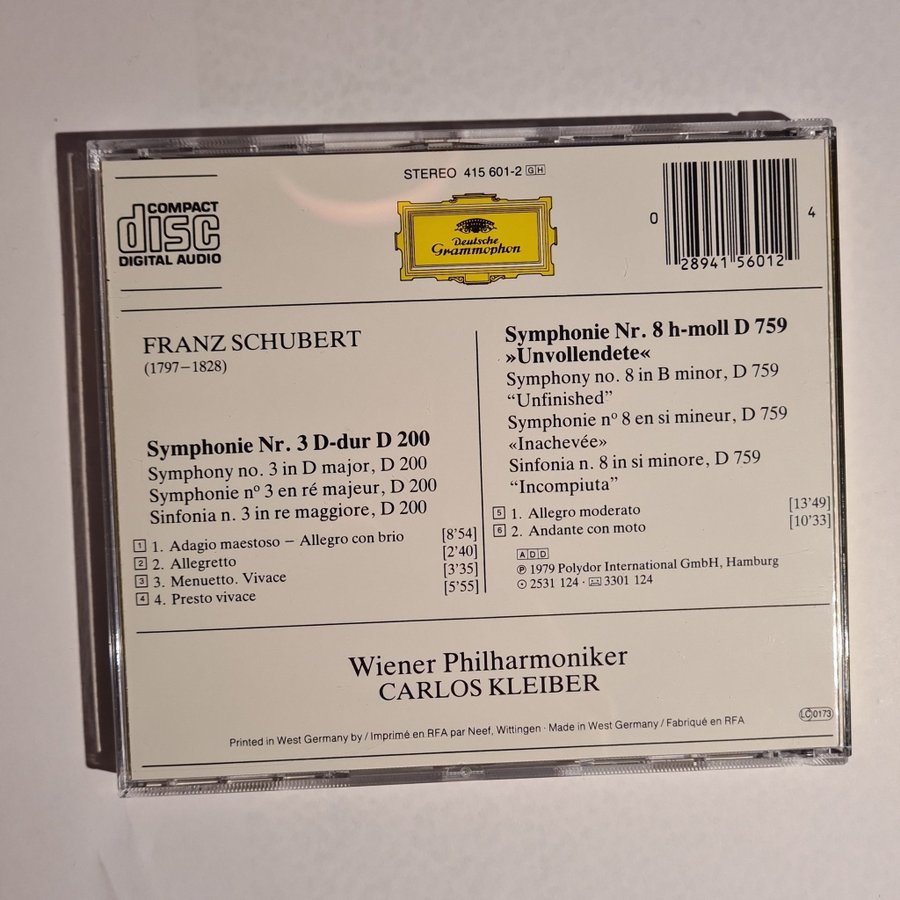 STEREO 415 601-2 GH
COMPACT
disc
DIGITAL AUDIO
Deutsche
Grammophon
0 28941 56012 4
FRANZ SCHUBERT
(1797–1828)
Symphonie Nr. 3 D-dur D 200
Symphony no. 3 in D major, D 200
Symphonie nº 3 en ré majeur, D 200
Sinfonia n. 3 in re maggiore, D 200
1 1. Adagio maestoso – Allegro con brio [8'54]
2 2. Allegretto [2'40]
3 3. Menuetto. Vivace [3'35]
4 4. Presto vivace [5'55]
Symphonie Nr. 8 h-moll D 759
»Unvollendete«
Symphony no. 8 in B minor, D 759
“Unfinished”
Symphonie nº 8 en si mineur, D 759
«Inachevée»
Sinfonia n. 8 in si minore, D 759
“Incompiuta”
5 1. Allegro moderato [13'49]
6 2. Andante con moto [10'33]
ADD
℗ 1979 Polydor International GmbH, Hamburg
2531 124 · 3301 124
Wiener Philharmoniker
CARLOS KLEIBER
LC 0173
Printed in West Germany by / Imprimé en RFA par Neef, Wittingen · Made in West Germany / Fabriqué en RFA